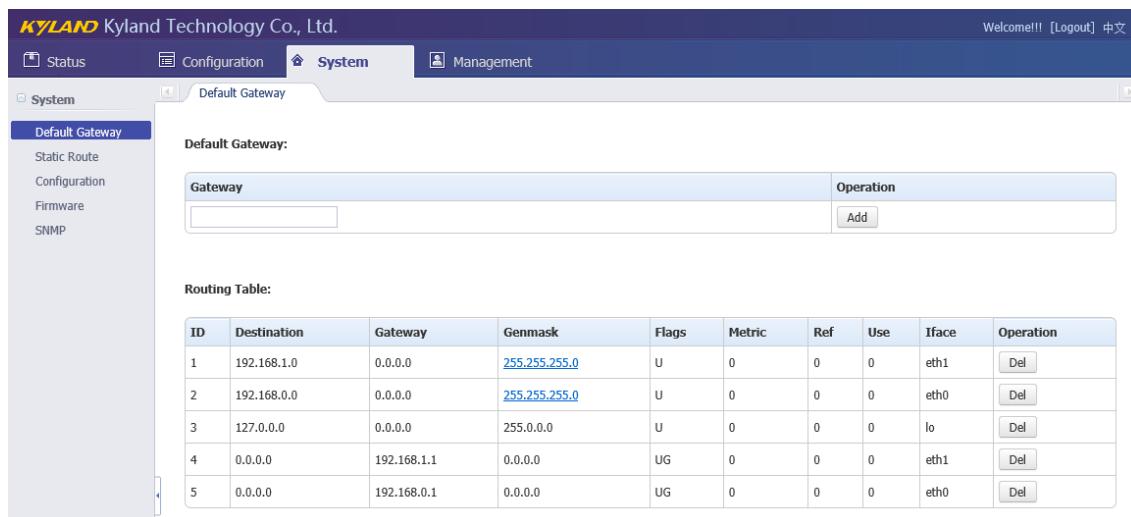 KYLAND Kyland Technology Co., Ltd. Welcome!!! [Logout] 中文
Status Configuration System Management
System
Default Gateway
Static Route
Configuration
Firmware
SNMP
Default Gateway
Default Gateway:
Gateway Operation
Add
Routing Table:
ID Destination Gateway Genmask Flags Metric Ref Use Iface Operation
1 192.168.1.0 0.0.0.0 255.255.255.0 U 0 0 0 eth1 Del
2 192.168.0.0 0.0.0.0 255.255.255.0 U 0 0 0 eth0 Del
3 127.0.0.0 0.0.0.0 255.0.0.0 U 0 0 0 lo Del
4 0.0.0.0 192.168.1.1 0.0.0.0 UG 0 0 0 eth1 Del
5 0.0.0.0 192.168.0.1 0.0.0.0 UG 0 0 0 eth0 Del